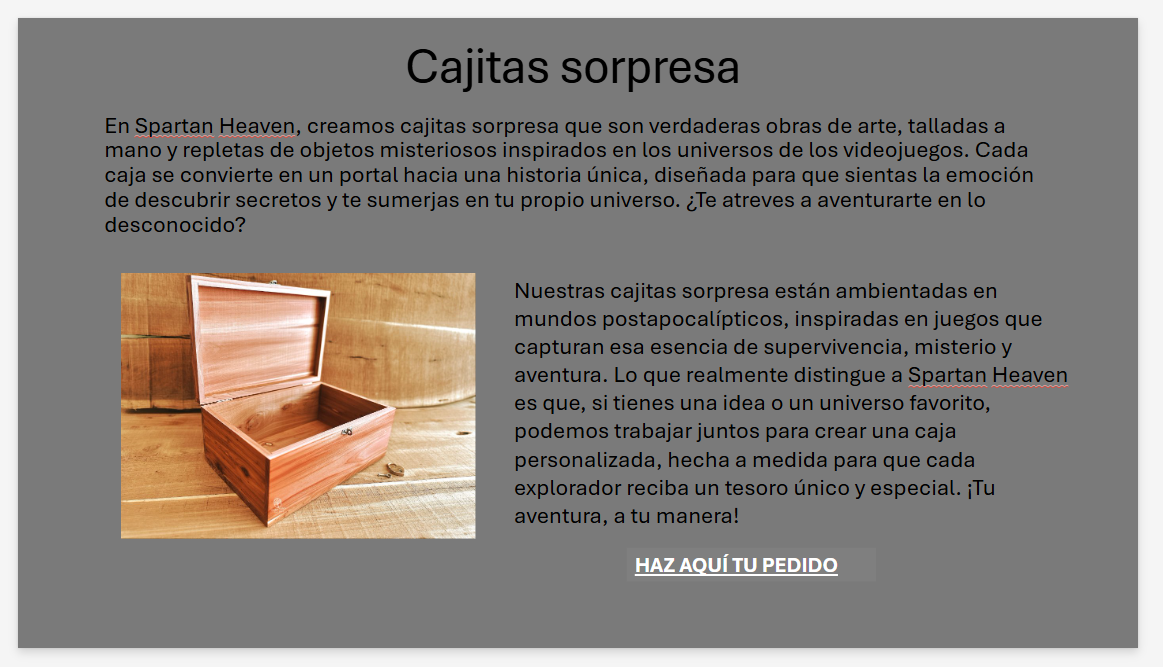 Cajitas sorpresa
En Spartan Heaven, creamos cajitas sorpresa que son verdaderas obras de arte, talladas a
mano y repletas de objetos misteriosos inspirados en los universos de los videojuegos. Cada
caja se convierte en un portal hacia una historia única, diseñada para que sientas la emoción
de descubrir secretos y te sumerjas en tu propio universo. ¿Te atreves a aventurarte en lo
desconocido?
Nuestras cajitas sorpresa están ambientadas en
mundos postapocalípticos, inspiradas en juegos que
capturan esa esencia de supervivencia, misterio y
aventura. Lo que realmente distingue a Spartan Heaven
es que, si tienes una idea o un universo favorito,
podemos trabajar juntos para crear una caja
personalizada, hecha a medida para que cada
explorador reciba un tesoro único y especial. ¡Tu
aventura, a tu manera!
HAZ AQUÍ TU PEDIDO